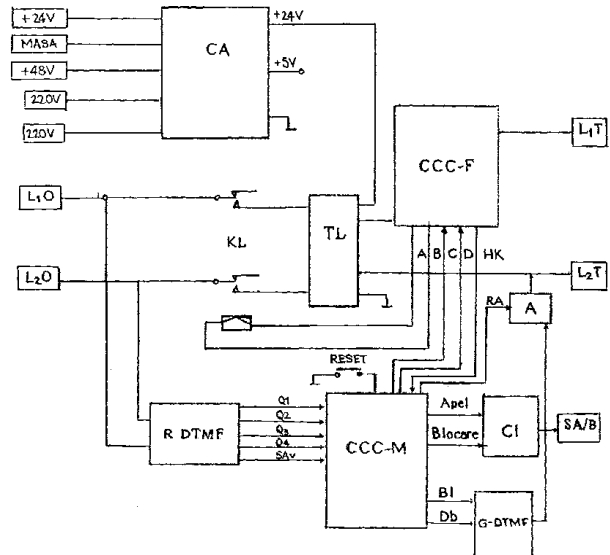 +24V
MASA
+48V
220V
220V
CA
+24V
+5V
L1O
L2O
KL
TL
CCC-F
L1T
L2T
A
B
C
D
HK
RA
A
RESET
R DTMF
Q1
Q2
Q3
Q4
SAv
CCC-M
Apel
Blocare
CI
SA/B
Bl
Db
G-DTMF